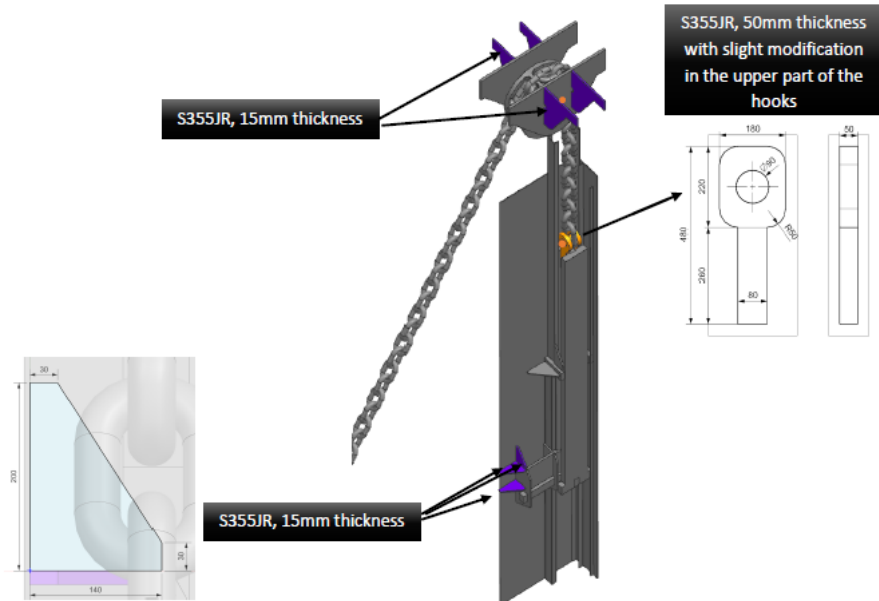 S355JR, 50mm thickness
with slight modification
in the upper part of the
hooks
S355JR, 15mm thickness
180
50
∅90
220
480
R50
260
80
30
200
30
140
S355JR, 15mm thickness